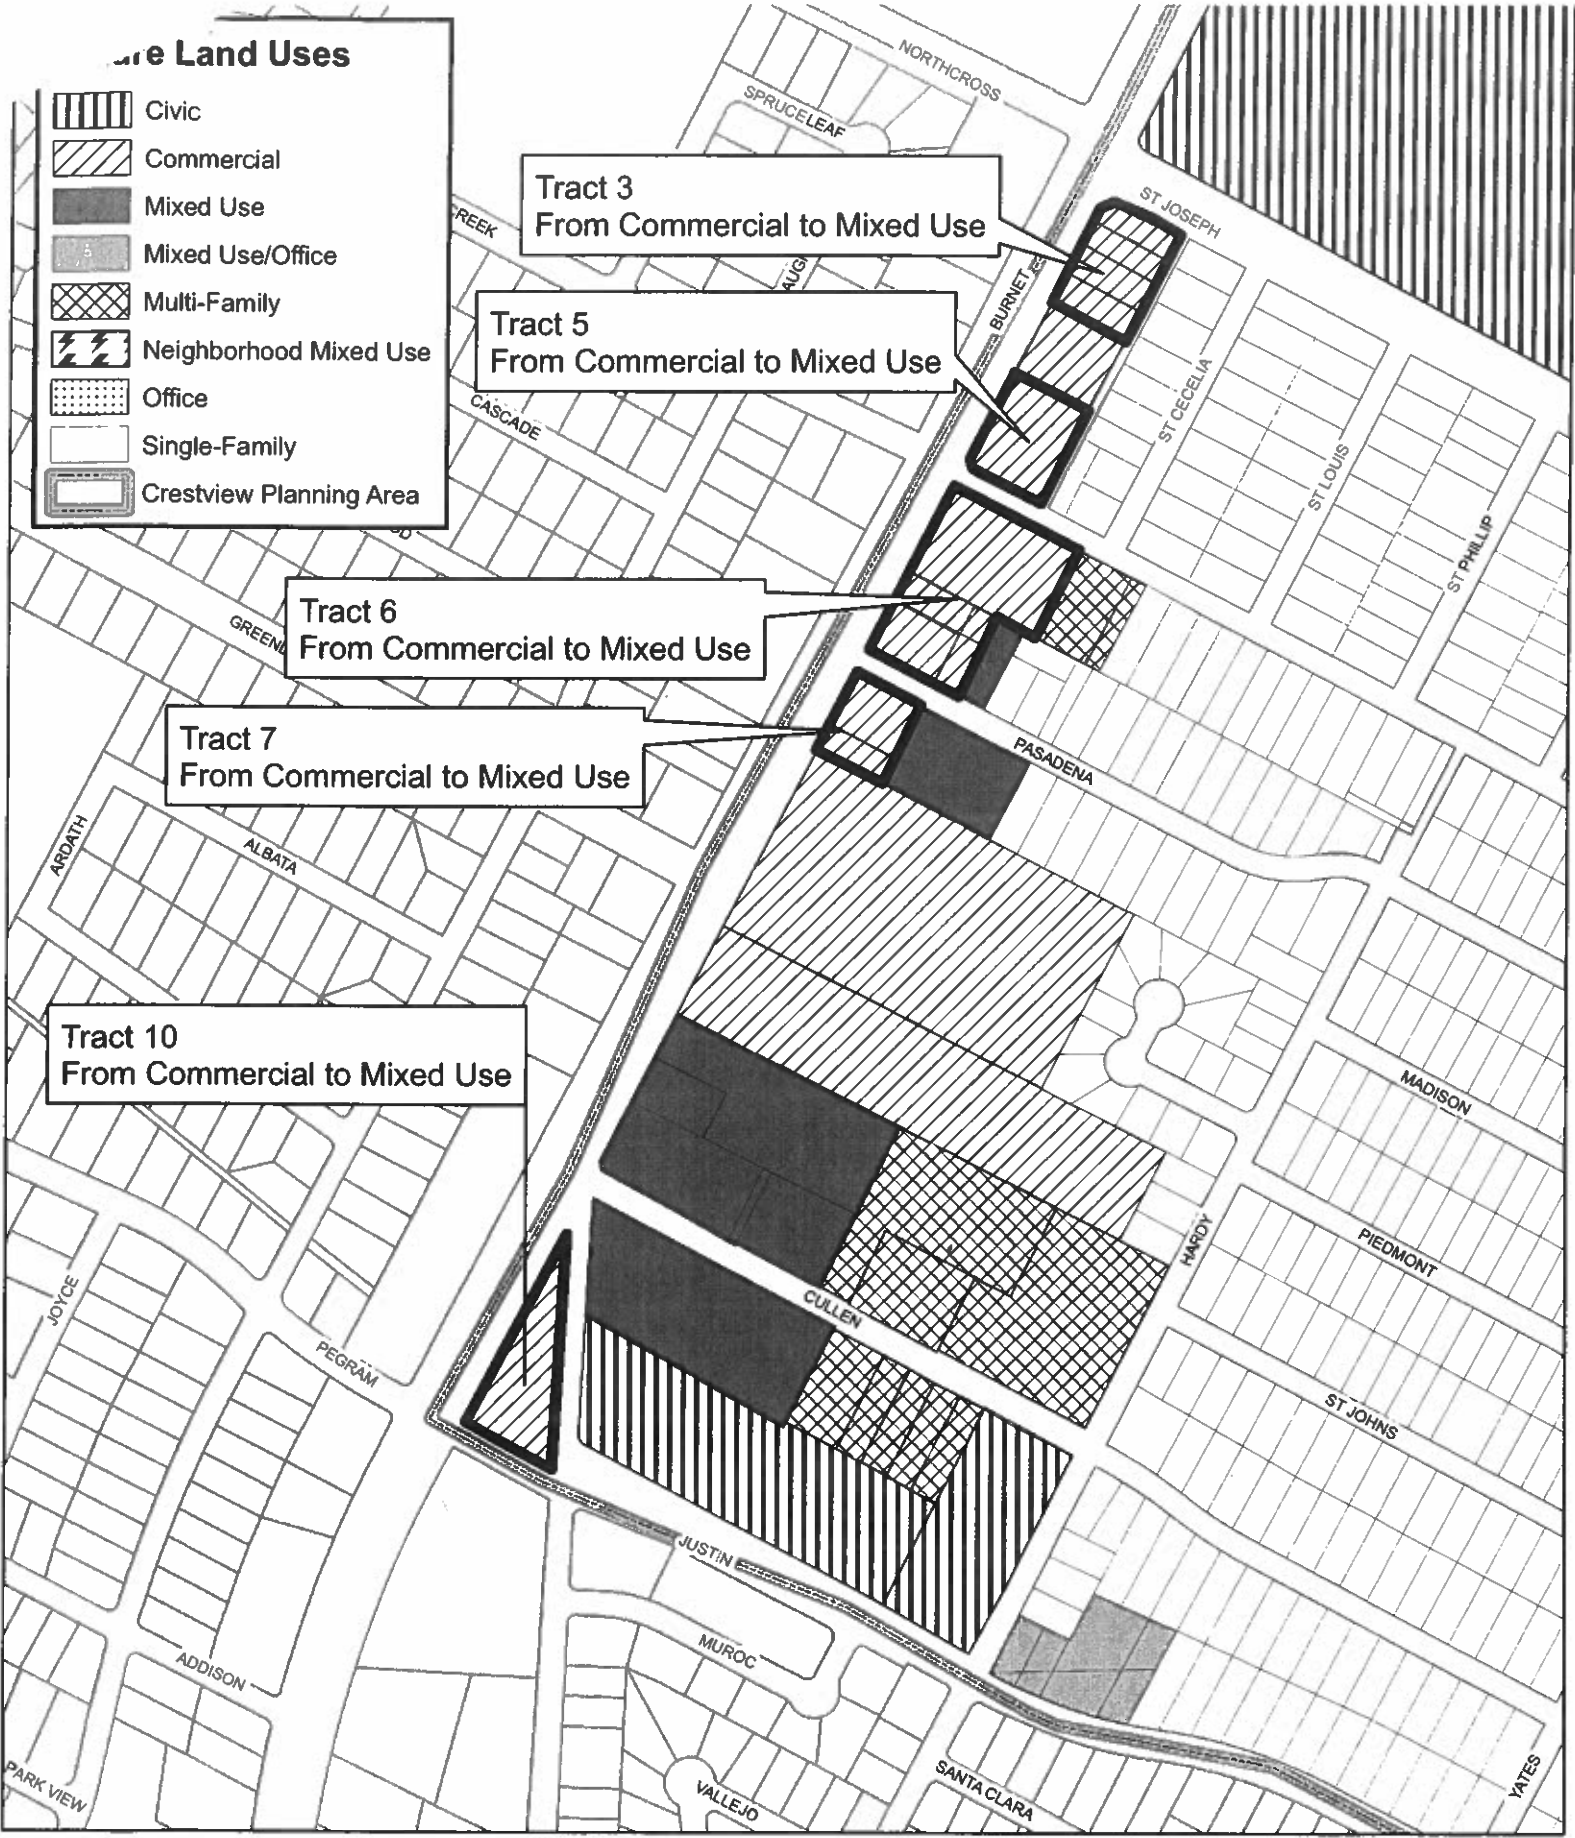 Land Uses
Civic
Commercial
Mixed Use
Mixed Use/Office
Multi-Family
Neighborhood Mixed Use
Office
Single-Family
Crestview Planning Area
NORTHCROSS
SPRUCELEAF
Tract 3
From Commercial to Mixed Use
ST JOSEPH
BURNET
Tract 5
From Commercial to Mixed Use
CASCADE
ST CECELIA
ST LOUIS
ST PHILLIP
Tract 6
From Commercial to Mixed Use
Tract 7
From Commercial to Mixed Use
PASADENA
ARDATH
ALBATA
Tract 10
From Commercial to Mixed Use
MADISON
HARDY
PIEDMONT
JOYCE
PEGRAM
CULLEN
ST JOHNS
JUSTIN
MUROC
ADDISON
PARK VIEW
VALLEJO
SANTA CLARA
YATES